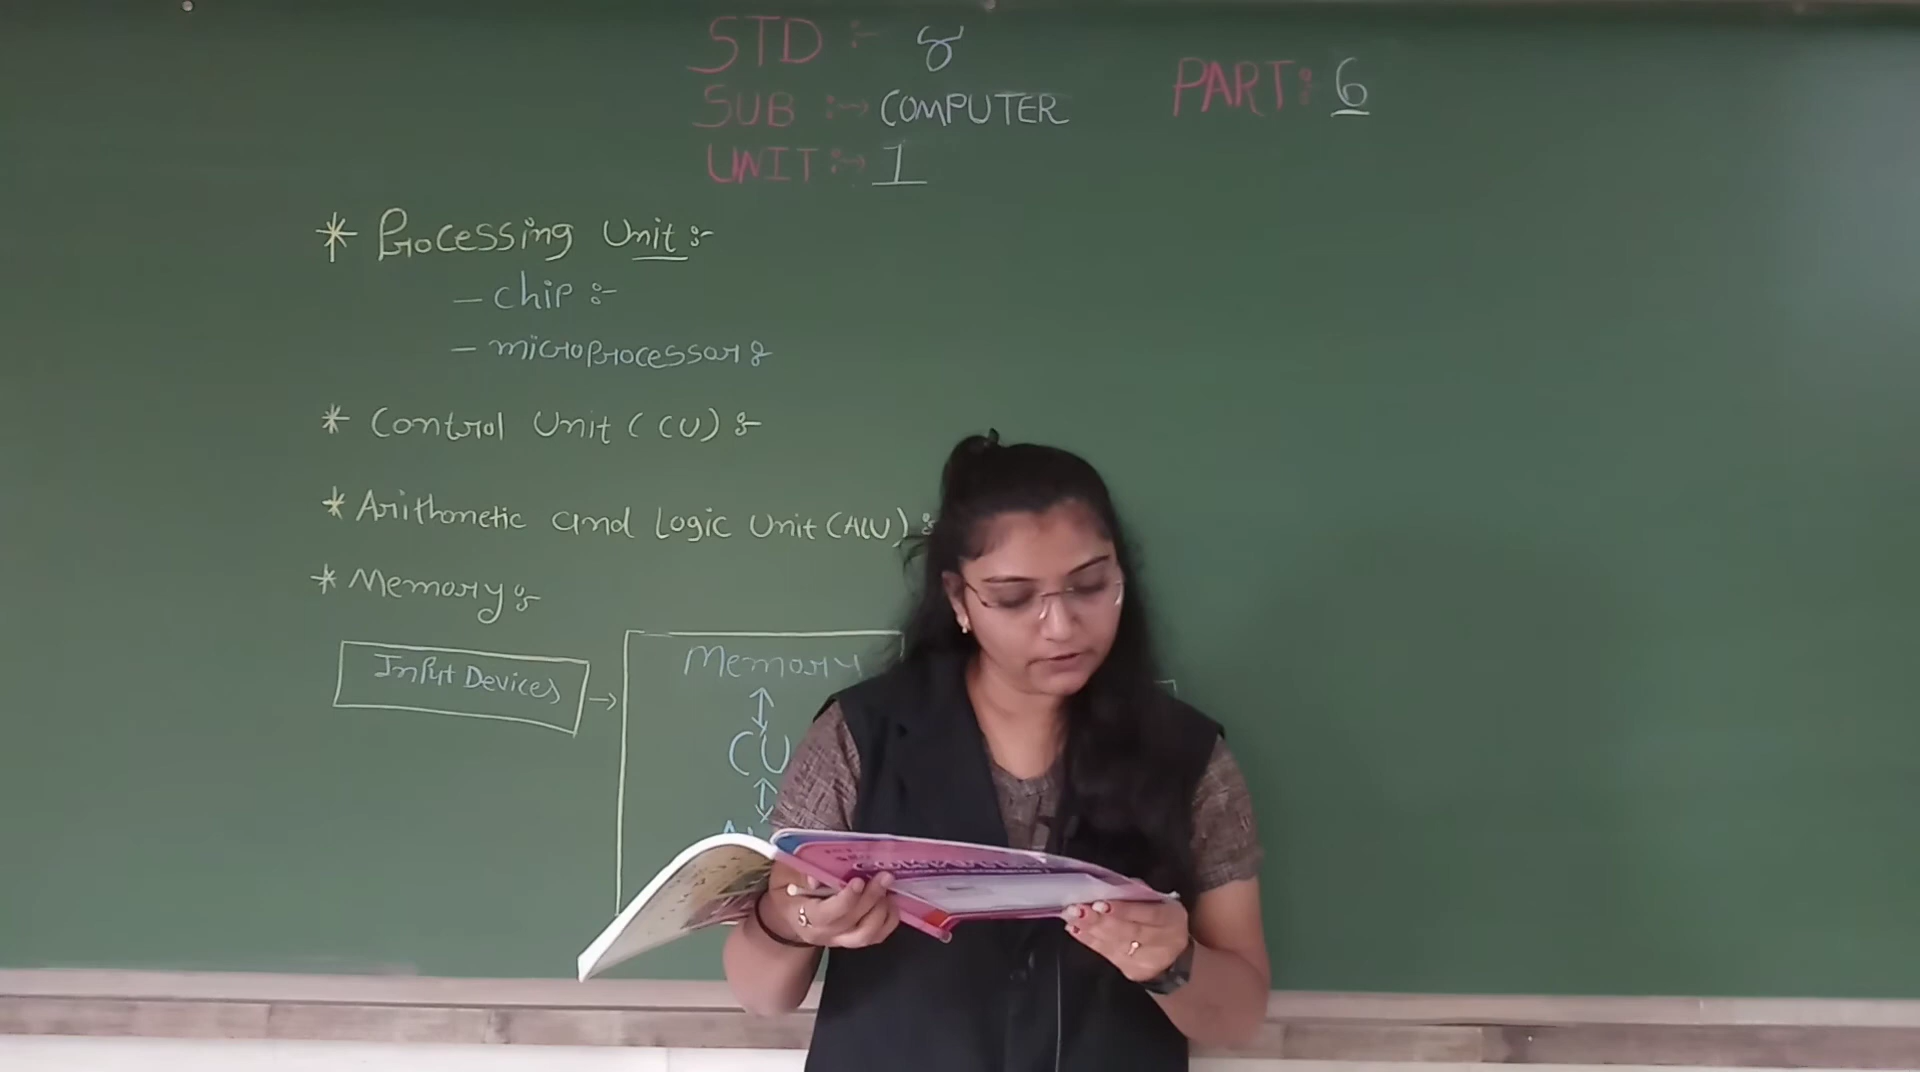 STD :- 8
SUB :-> COMPUTER
UNIT :-> 1
PART: 6
* Processing Unit :-
- chip :-
- microprocessor :
* Control Unit (CU) :-
* Arithmetic and Logic Unit (ALU) :
* Memory :-
Input Devices →
Memory
↕
CU
↕
COMPUTER